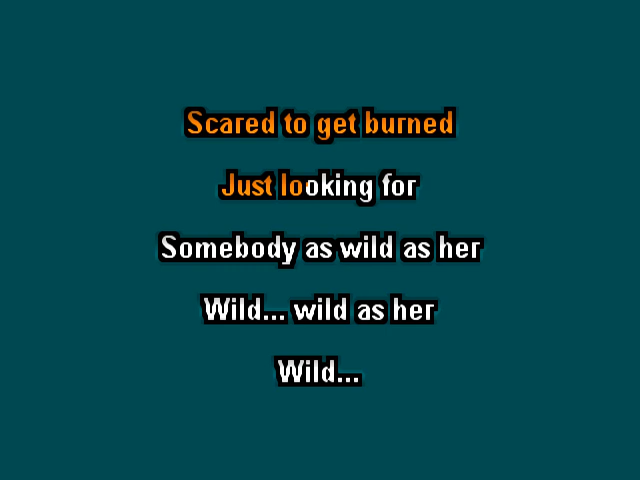 Scared to get burned
Just looking for
Somebody as wild as her
Wild... wild as her
Wild...